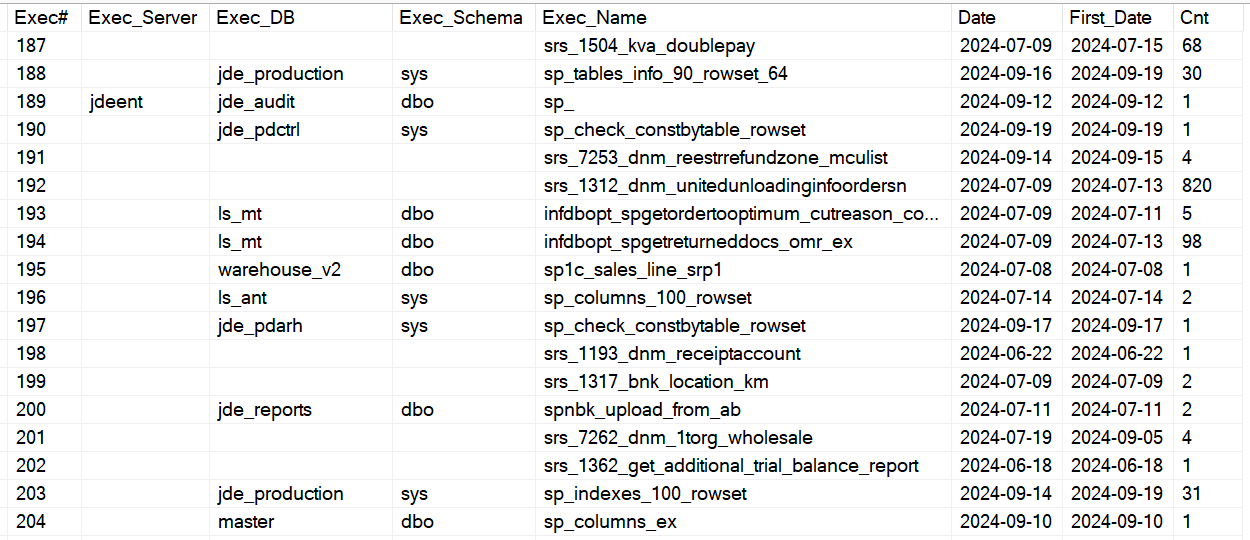 Exec# Exec_Server Exec_DB Exec_Schema Exec_Name Date First_Date Cnt
187 srs_1504_kva_doublepay 2024-07-09 2024-07-15 68
188 jde_production sys sp_tables_info_90_rowset_64 2024-09-16 2024-09-19 30
189 jdeent jde_audit dbo sp_ 2024-09-12 2024-09-12 1
190 jde_pdctrl sys sp_check_constbytable_rowset 2024-09-19 2024-09-19 1
191 srs_7253_dnm_reestrrefundzone_mculist 2024-09-14 2024-09-15 4
192 srs_1312_dnm_unitedunloadinginfoordersn 2024-07-09 2024-07-13 820
193 ls_mt dbo infdbopt_spgetordertooptimum_cutreason_co... 2024-07-09 2024-07-11 5
194 ls_mt dbo infdbopt_spgetreturneddocs_omr_ex 2024-07-09 2024-07-13 98
195 warehouse_v2 dbo sp1c_sales_line_srp1 2024-07-08 2024-07-08 1
196 ls_ant sys sp_columns_100_rowset 2024-07-14 2024-07-14 2
197 jde_pdarh sys sp_check_constbytable_rowset 2024-09-17 2024-09-17 1
198 srs_1193_dnm_receiptaccount 2024-06-22 2024-06-22 1
199 srs_1317_bnk_location_km 2024-07-09 2024-07-09 2
200 jde_reports dbo spnbk_upload_from_ab 2024-07-11 2024-07-11 2
201 srs_7262_dnm_1torg_wholesale 2024-07-19 2024-09-05 4
202 srs_1362_get_additional_trial_balance_report 2024-06-18 2024-06-18 1
203 jde_production sys sp_indexes_100_rowset 2024-09-14 2024-09-19 31
204 master dbo sp_columns_ex 2024-09-10 2024-09-10 1